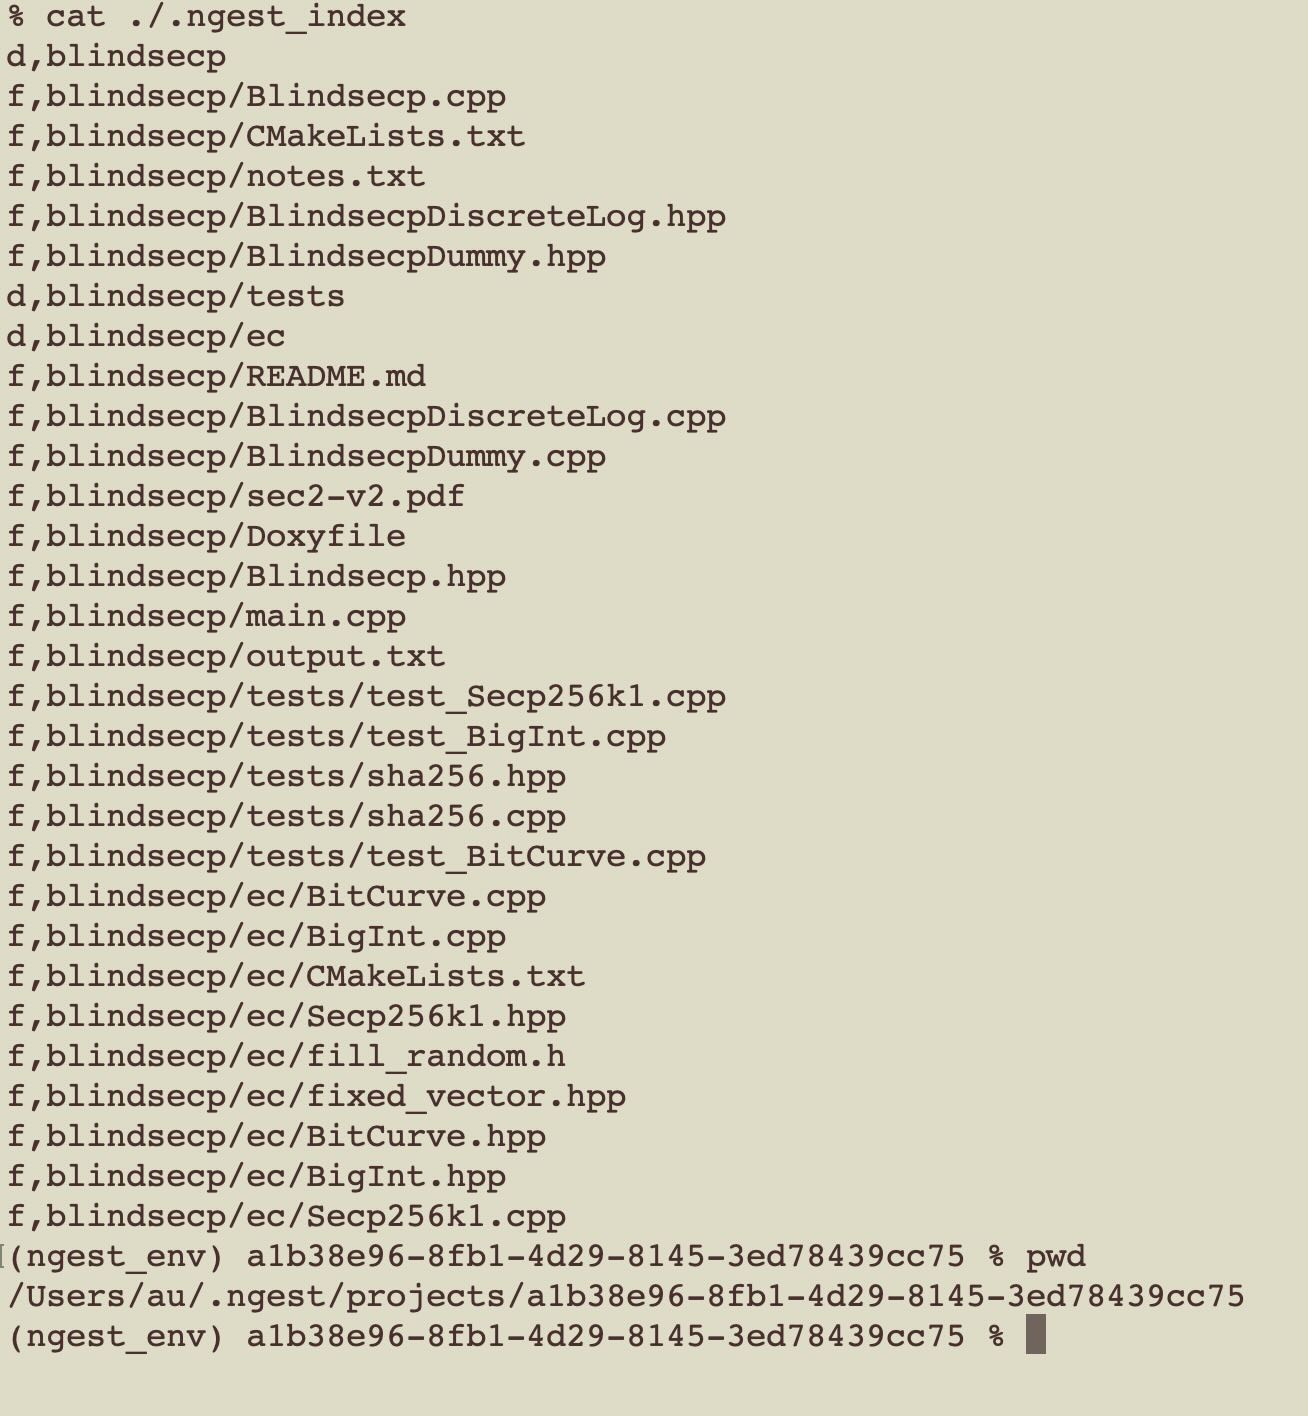 % cat ./.ngest_index
d,blindsecp
f,blindsecp/Blindsecp.cpp
f,blindsecp/CMakeLists.txt
f,blindsecp/notes.txt
f,blindsecp/BlindsecpDiscreteLog.hpp
f,blindsecp/BlindsecpDummy.hpp
d,blindsecp/tests
d,blindsecp/ec
f,blindsecp/README.md
f,blindsecp/BlindsecpDiscreteLog.cpp
f,blindsecp/BlindsecpDummy.cpp
f,blindsecp/sec2-v2.pdf
f,blindsecp/Doxyfile
f,blindsecp/Blindsecp.hpp
f,blindsecp/main.cpp
f,blindsecp/output.txt
f,blindsecp/tests/test_Secp256k1.cpp
f,blindsecp/tests/test_BigInt.cpp
f,blindsecp/tests/sha256.hpp
f,blindsecp/tests/sha256.cpp
f,blindsecp/tests/test_BitCurve.cpp
f,blindsecp/ec/BitCurve.cpp
f,blindsecp/ec/BigInt.cpp
f,blindsecp/ec/CMakeLists.txt
f,blindsecp/ec/Secp256k1.hpp
f,blindsecp/ec/fill_random.h
f,blindsecp/ec/fixed_vector.hpp
f,blindsecp/ec/BitCurve.hpp
f,blindsecp/ec/BigInt.hpp
f,blindsecp/ec/Secp256k1.cpp
(ngest_env) a1b38e96-8fb1-4d29-8145-3ed78439cc75 % pwd
/Users/au/.ngest/projects/a1b38e96-8fb1-4d29-8145-3ed78439cc75
(ngest_env) a1b38e96-8fb1-4d29-8145-3ed78439cc75 %